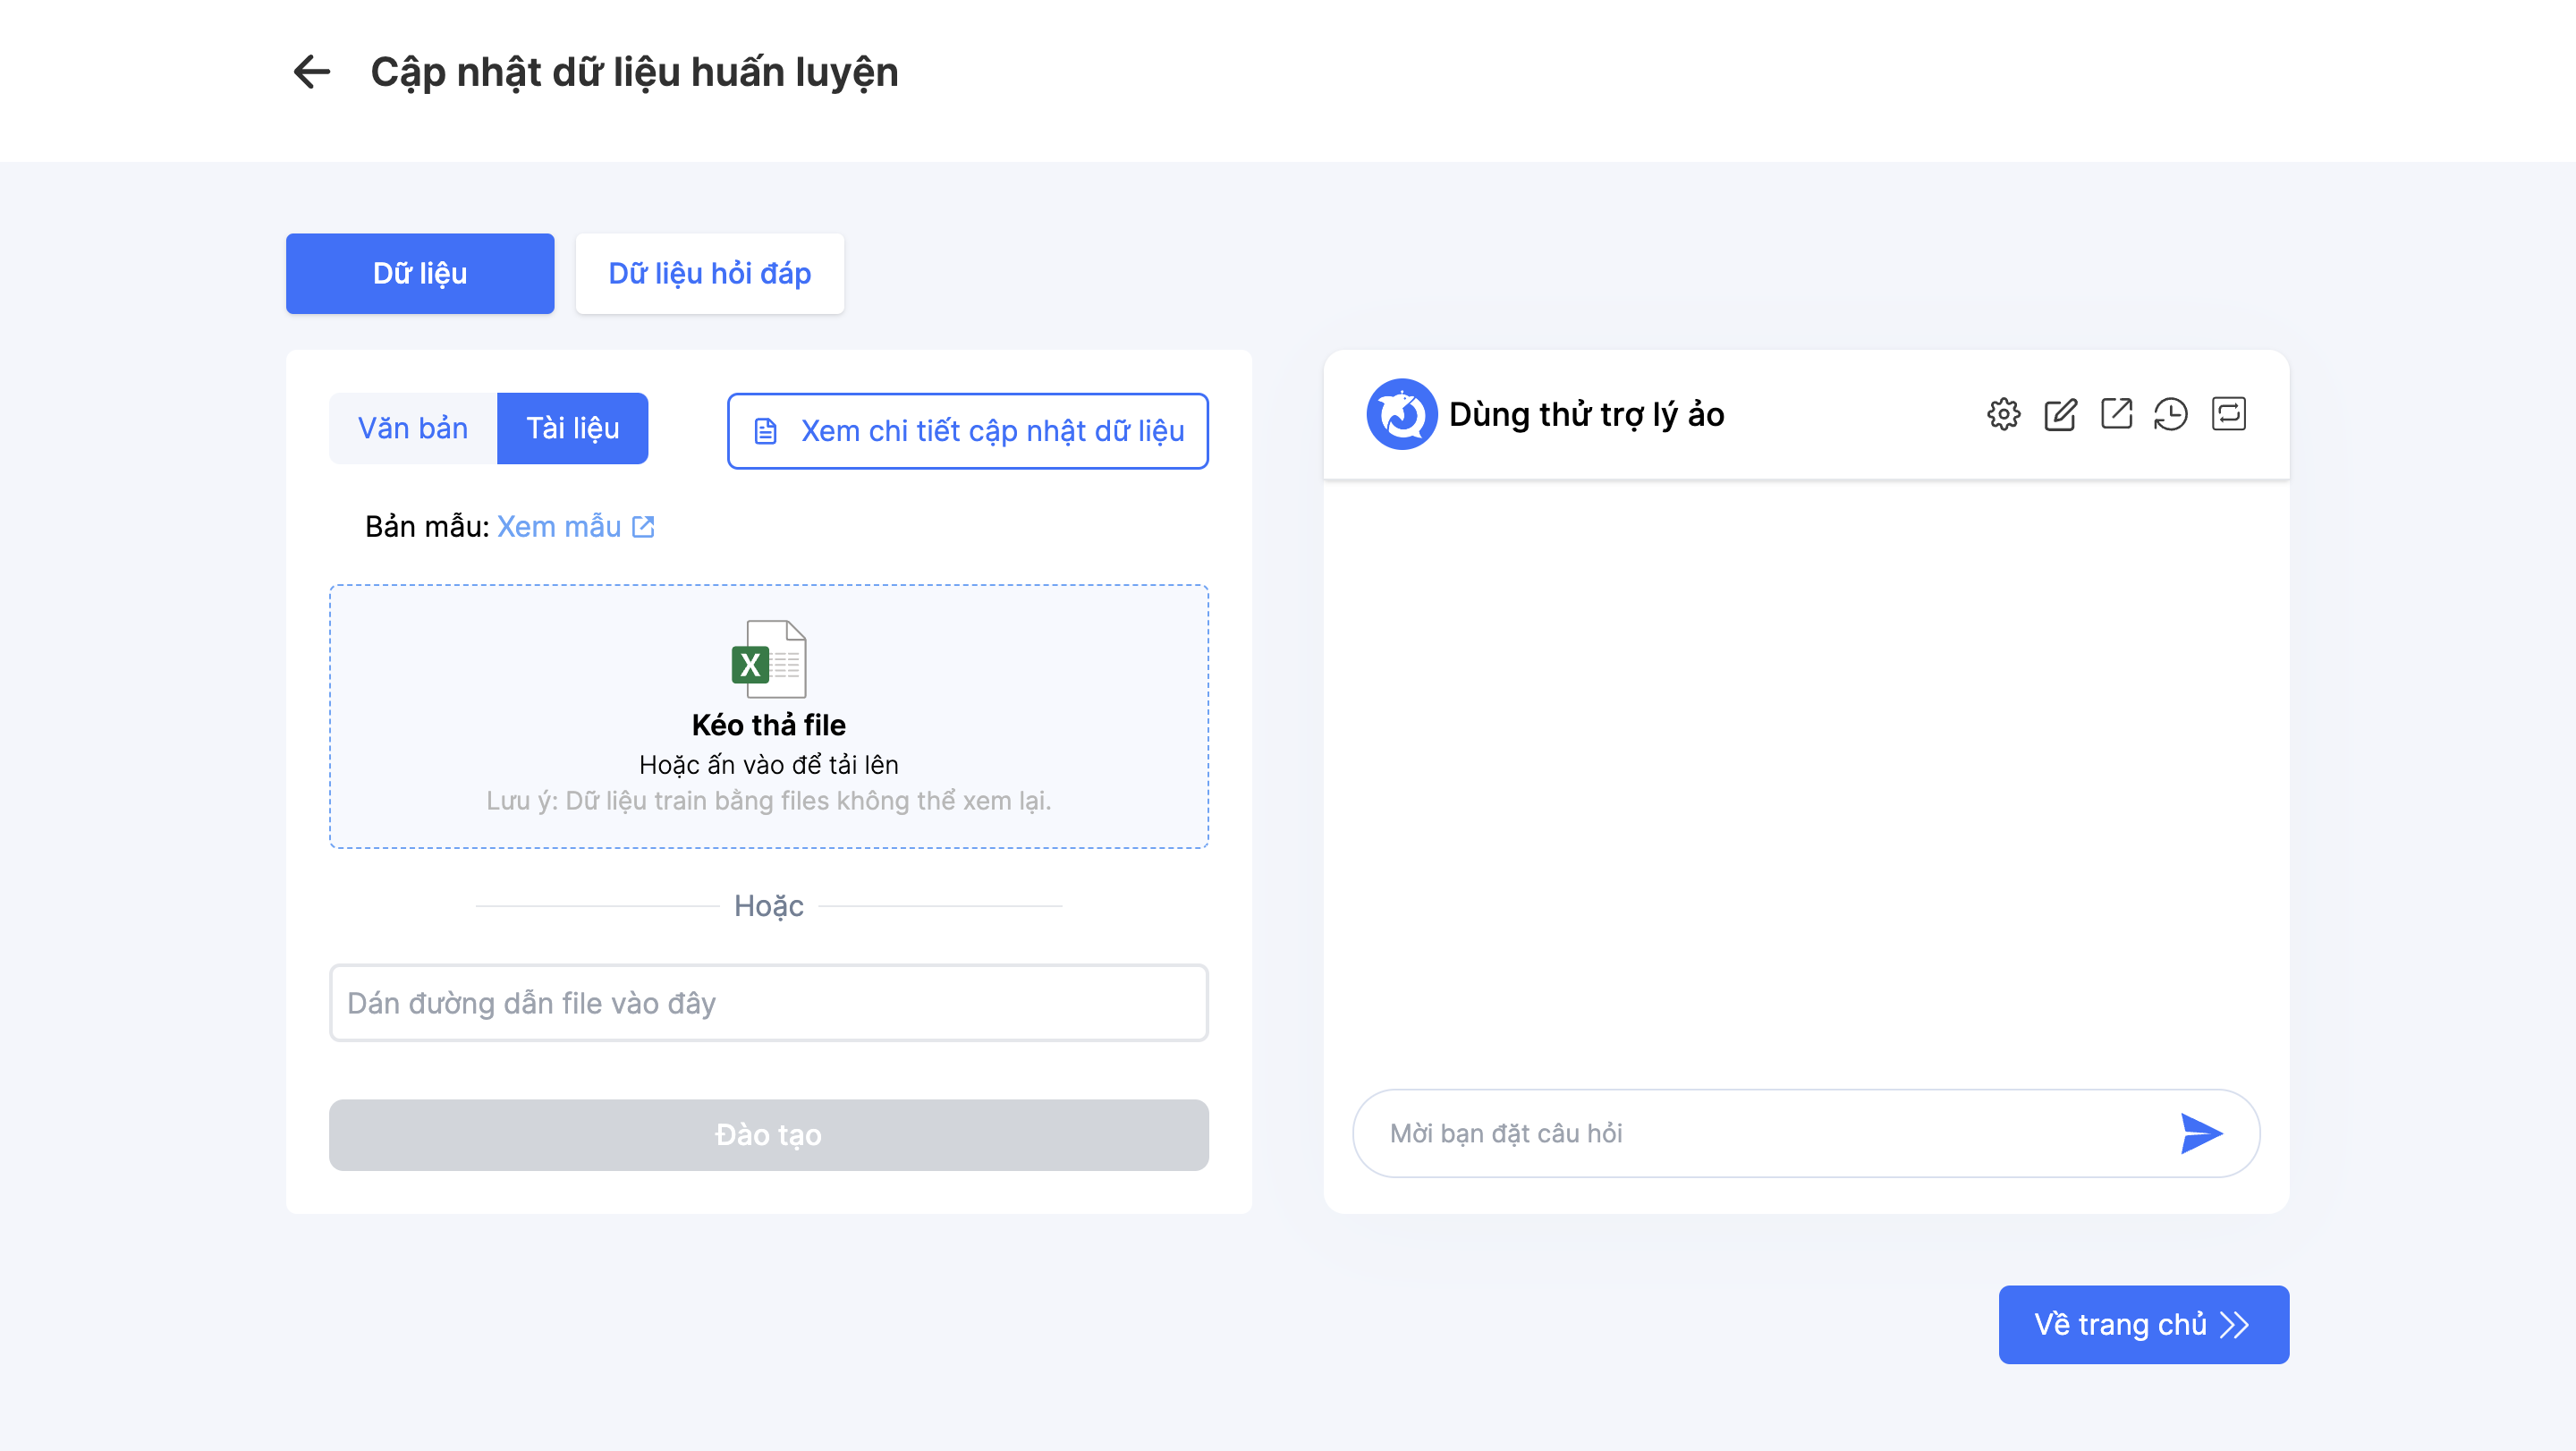 Cập nhật dữ liệu huấn luyện
Dữ liệu
Dữ liệu hỏi đáp
Văn bản
Tài liệu
Xem chi tiết cập nhật dữ liệu
Bản mẫu: Xem mẫu
X
Kéo thả file
Hoặc ấn vào để tải lên
Lưu ý: Dữ liệu train bằng files không thể xem lại.
Hoặc
Dán đường dẫn file vào đây
Đào tạo
Dùng thử trợ lý ảo
Mời bạn đặt câu hỏi
Về trang chủ